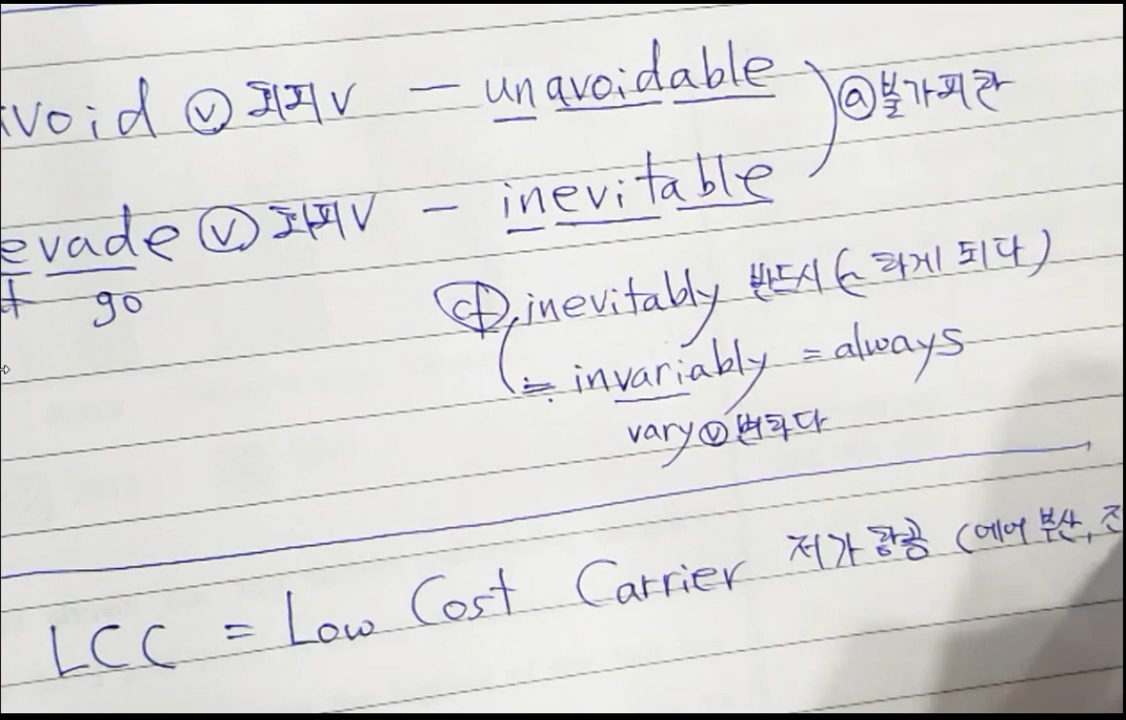 void ⓥ 회피V – unavoidable
ⓐ불가피한
evade ⓥ 회피V – inevitable
go
cf, inevitably 반드시 (~ 하게 되다)
≒ invariably = always
vary ⓥ 변하다
LCC = Low Cost Carrier 저가 항공 (에어 부산,